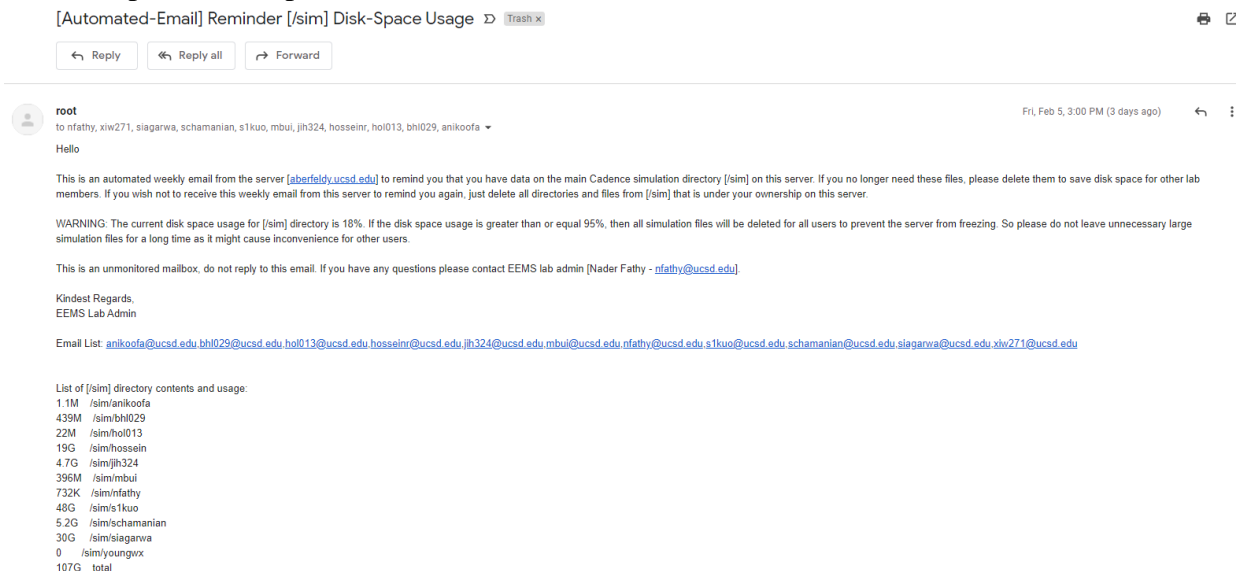 [Automated-Email] Reminder [/sim] Disk-Space Usage Trash x
Reply Reply all Forward
root Fri, Feb 5, 3:00 PM (3 days ago)
to nfathy, xiw271, siagarwa, schamanian, s1kuo, mbui, jih324, hosseinr, hol013, bhl029, anikoofa
Hello
This is an automated weekly email from the server [aberfeldy.ucsd.edu] to remind you that you have data on the main Cadence simulation directory [/sim] on this server. If you no longer need these files, please delete them to save disk space for other lab
members. If you wish not to receive this weekly email from this server to remind you again, just delete all directories and files from [/sim] that is under your ownership on this server.
WARNING: The current disk space usage for [/sim] directory is 18%. If the disk space usage is greater than or equal 95%, then all simulation files will be deleted for all users to prevent the server from freezing. So please do not leave unnecessary large
simulation files for a long time as it might cause inconvenience for other users.
This is an unmonitored mailbox, do not reply to this email. If you have any questions please contact EEMS lab admin [Nader Fathy - nfathy@ucsd.edu].
Kindest Regards,
EEMS Lab Admin
Email List: anikoofa@ucsd.edu,bhl029@ucsd.edu,hol013@ucsd.edu,hosseinr@ucsd.edu,jih324@ucsd.edu,mbui@ucsd.edu,nfathy@ucsd.edu,s1kuo@ucsd.edu,schamanian@ucsd.edu,siagarwa@ucsd.edu,xiw271@ucsd.edu
List of [/sim] directory contents and usage:
1.1M /sim/anikoofa
439M /sim/bhl029
22M /sim/hol013
19G /sim/hossein
4.7G /sim/jih324
396M /sim/mbui
732K /sim/nfathy
48G /sim/s1kuo
5.2G /sim/schamanian
30G /sim/siagarwa
0 /sim/youngwx
107G total